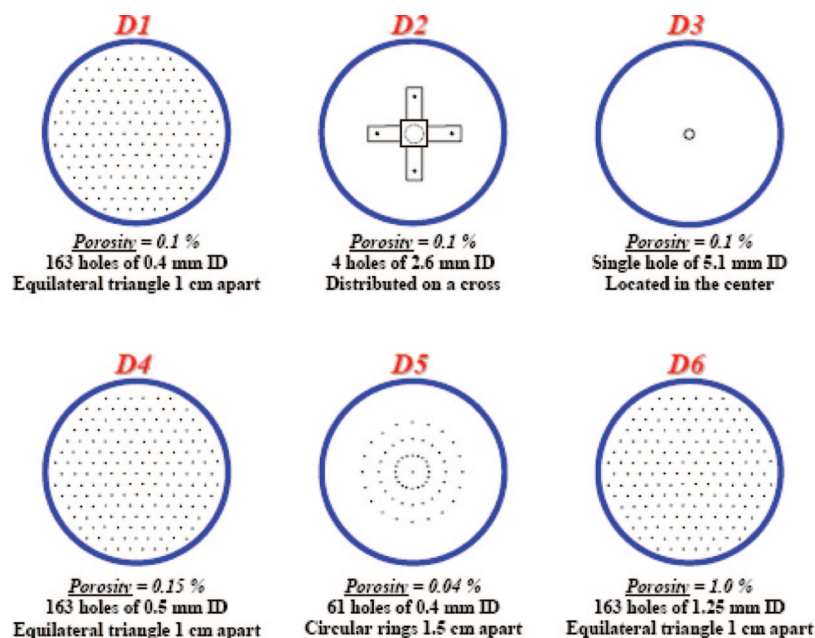 D1
D2
D3
Porosity = 0.1 %
163 holes of 0.4 mm ID
Equilateral triangle 1 cm apart
Porosity = 0.1 %
4 holes of 2.6 mm ID
Distributed on a cross
Porosity = 0.1 %
Single hole of 5.1 mm ID
Located in the center
D4
D5
D6
Porosity = 0.15 %
163 holes of 0.5 mm ID
Equilateral triangle 1 cm apart
Porosity = 0.04 %
61 holes of 0.4 mm ID
Circular rings 1.5 cm apart
Porosity = 1.0 %
163 holes of 1.25 mm ID
Equilateral triangle 1 cm apart